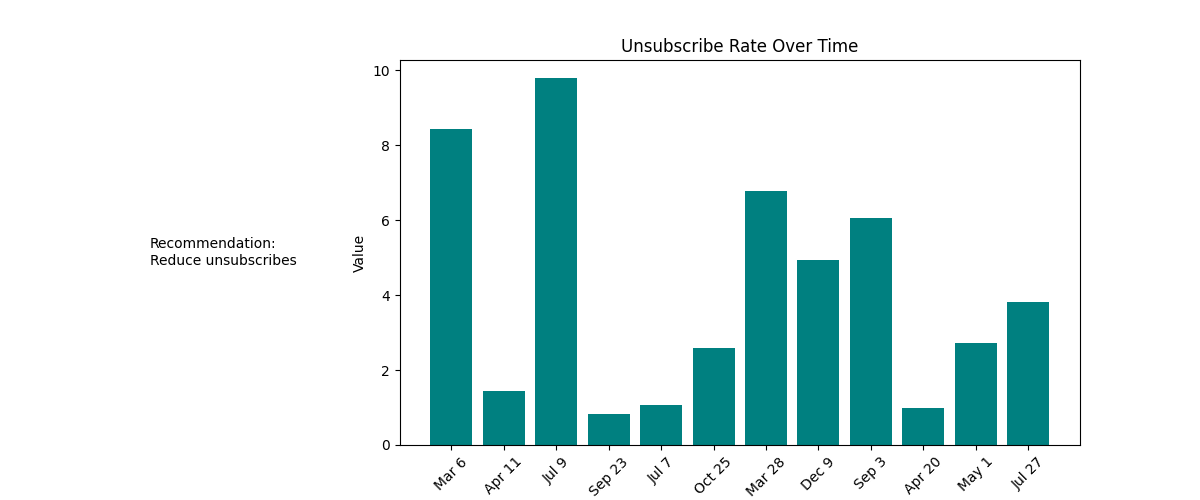 Unsubscribe Rate Over Time
Recommendation:
Reduce unsubscribes
Value
10
8
6
4
2
0
Mar 6
Apr 11
Jul 9
Sep 23
Jul 7
Oct 25
Mar 28
Dec 9
Sep 3
Apr 20
May 1
Jul 27